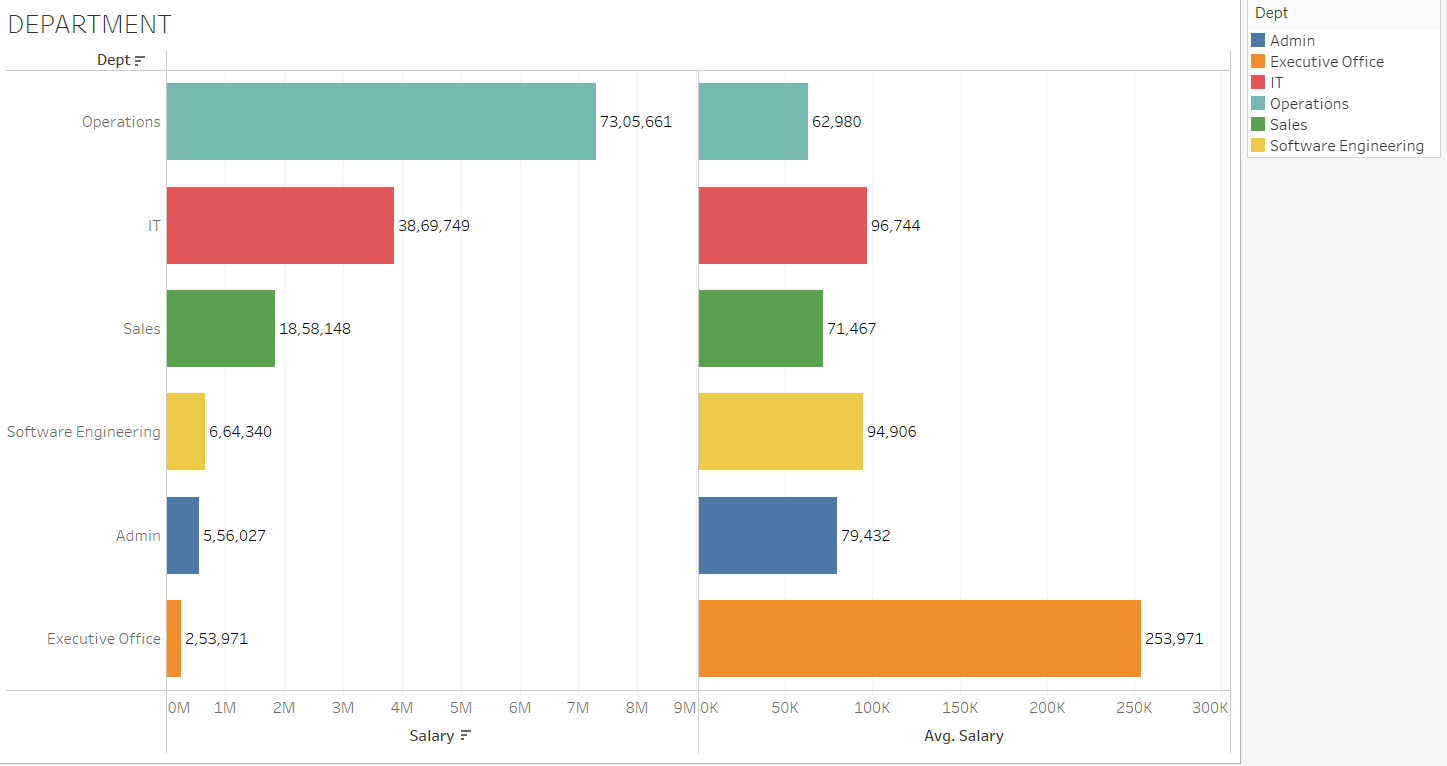 DEPARTMENT
Dept
Operations 73,05,661 62,980
IT 38,69,749 96,744
Sales 18,58,148 71,467
Software Engineering 6,64,340 94,906
Admin 5,56,027 79,432
Executive Office 2,53,971 253,971
0M 1M 2M 3M 4M 5M 6M 7M 8M 9M 0K 50K 100K 150K 200K 250K 300K
Salary Avg. Salary
Dept
Admin
Executive Office
IT
Operations
Sales
Software Engineering